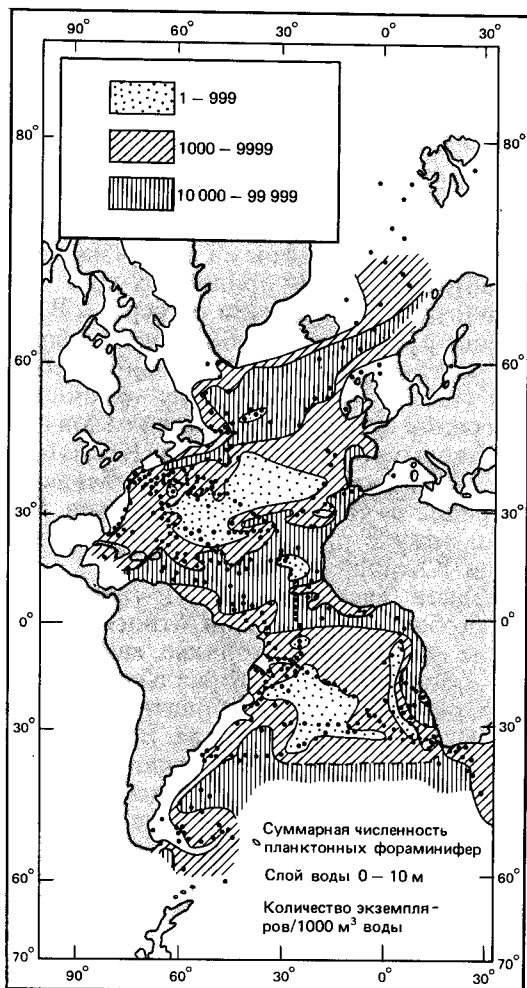 90° 60° 30° 0° 30°
1 – 999
1000 – 9999
10 000 – 99 999
80° 80°
60° 60°
30° 30°
0° 0°
30° 30°
Суммарная численность
планктонных фораминифер
Слой воды 0 – 10 м
60° 60°
Количество экземпля-
ров/1000 м³ воды
70° 70°
90° 60° 30° 0° 30°